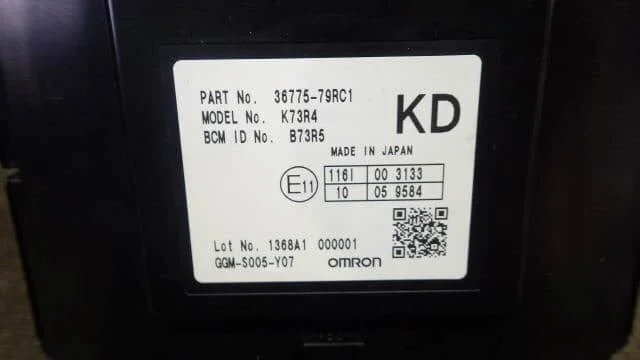 PART No. 36775-79RC1
MODEL No. K73R4
BCM ID No. B73R5
KD
MADE IN JAPAN
E11
116I 00 3133
10 05 9584
Lot No. 1368A1 000001
GGM-S005-Y07 OMRON